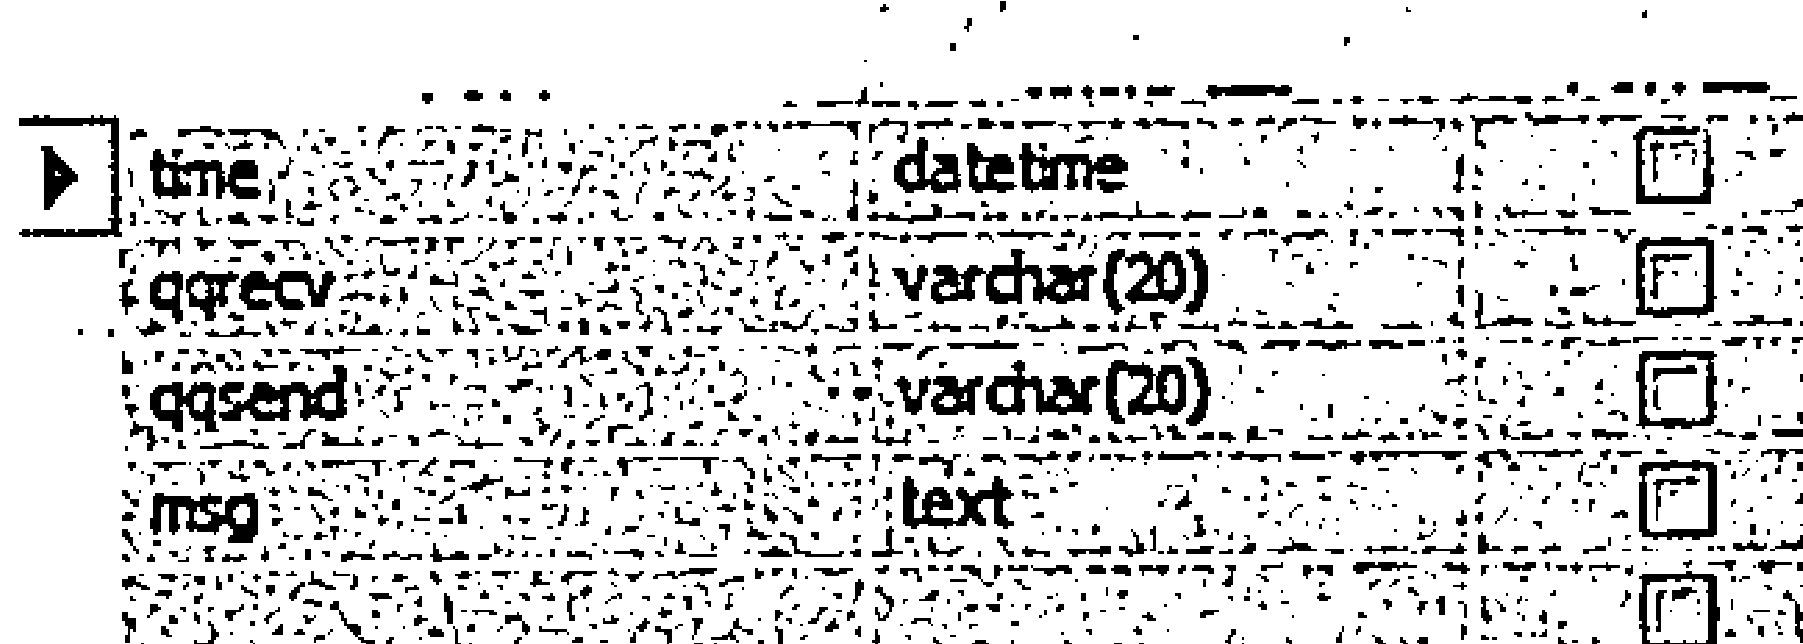 time datetime
qqrecv varchar(20)
qqsend varchar(20)
msg text